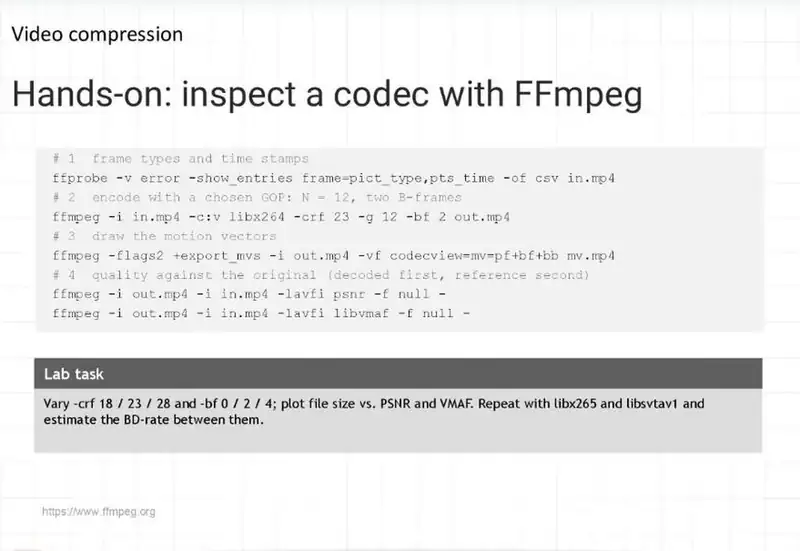 Video compression
Hands-on: inspect a codec with FFmpeg
# 1  frame types and time stamps
ffprobe -v error -show_entries frame=pict_type,pts_time -of csv in.mp4
# 2  encode with a chosen GOP: N = 12, two B-frames
ffmpeg -i in.mp4 -c:v libx264 -crf 23 -g 12 -bf 2 out.mp4
# 3  draw the motion vectors
ffmpeg -flags2 +export_mvs -i out.mp4 -vf codecview=mv=pf+bf+bb mv.mp4
# 4  quality against the original (decoded first, reference second)
ffmpeg -i out.mp4 -i in.mp4 -lavfi psnr -f null -
ffmpeg -i out.mp4 -i in.mp4 -lavfi libvmaf -f null -
Lab task
Vary -crf 18 / 23 / 28 and -bf 0 / 2 / 4; plot file size vs. PSNR and VMAF. Repeat with libx265 and libsvtav1 and
estimate the BD-rate between them.
https://www.ffmpeg.org